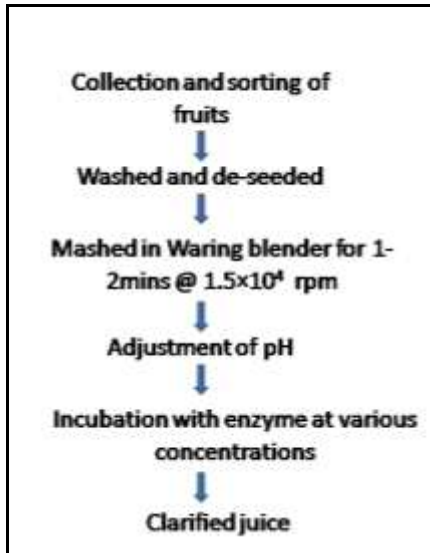 Collection and sorting of
fruits
Washed and de-seeded
Mashed in Waring blender for 1-
2mins @ 1.5×10⁴ rpm
Adjustment of pH
Incubation with enzyme at various
concentrations
Clarified juice